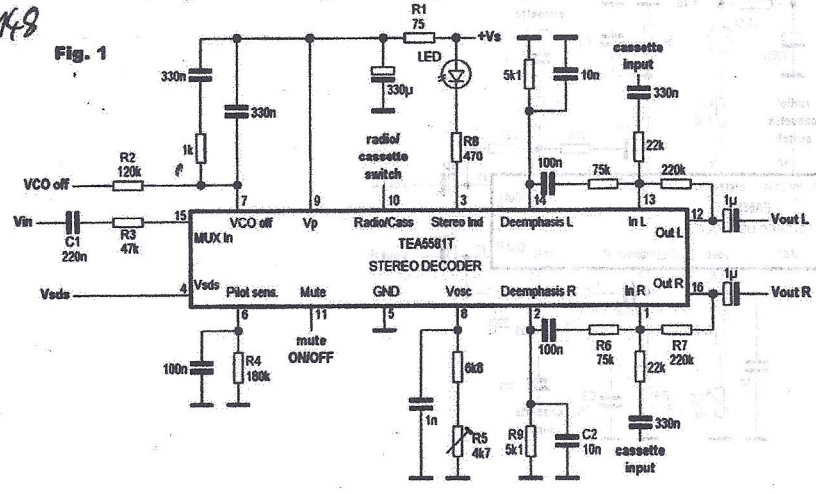 148
Fig. 1
R1
75
+Vs
LED
330n
330n
330µ
1k
R2
120k
VCO off
radio/
cassette
switch
R8
470
5k1
10n
cassette
input
330n
22k
100n
75k
220k
1µ
Vout L
7
9
10
3
14
13
12
Vin
C1
220n
R3
47k
15
MUX in
VCO off
Vp
Radio/Cass
Stereo Ind
Deemphasis L
In L
Out L
TEA5581T
STEREO DECODER
Vsds
4
Vsds
Pilot sens.
Mute
GND
Vosc
Deemphasis R
In R
Out R
16
1µ
Vout R
6
11
5
8
2
1
mute
ON/OFF
100n
R4
180k
1n
6k8
R5
4k7
100n
R6
75k
R7
220k
22k
330n
cassette
input
R9
5k1
C2
10n